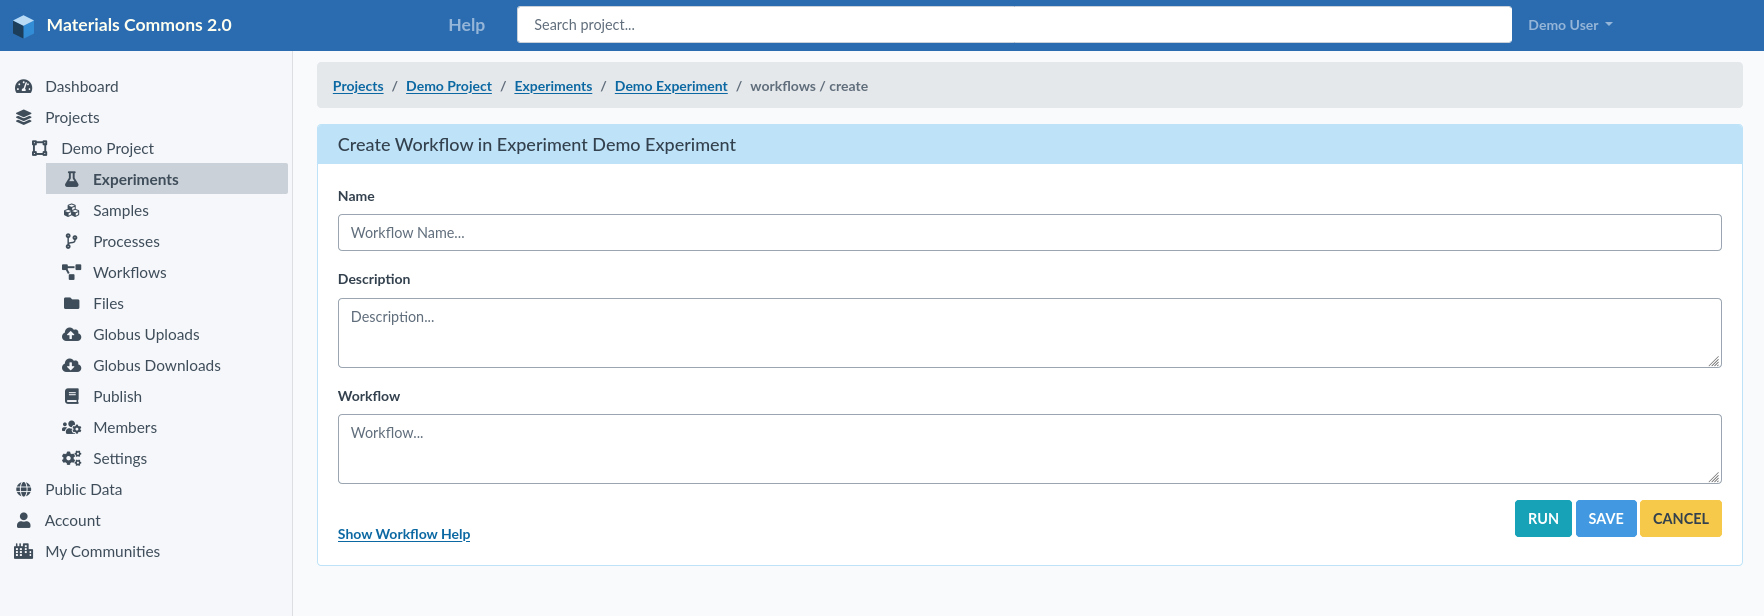 Materials Commons 2.0
Help
Search project...
Demo User
Dashboard
Projects
Demo Project
Experiments
Samples
Processes
Workflows
Files
Globus Uploads
Globus Downloads
Publish
Members
Settings
Public Data
Account
My Communities
Projects / Demo Project / Experiments / Demo Experiment / workflows / create
Create Workflow in Experiment Demo Experiment
Name
Workflow Name...
Description
Description...
Workflow
Workflow...
RUN SAVE CANCEL
Show Workflow Help